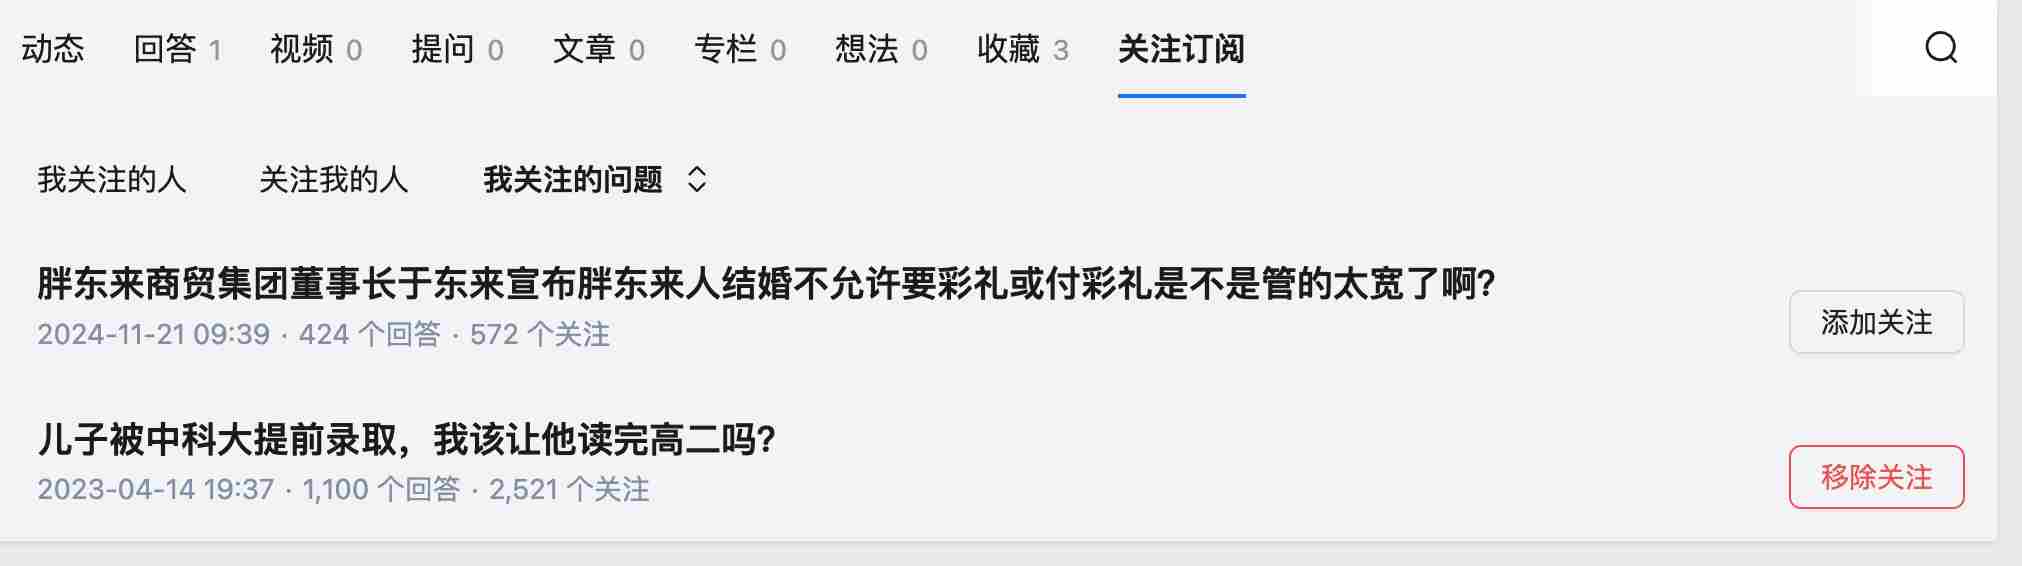 动态 回答 1 视频 0 提问 0 文章 0 专栏 0 想法 0 收藏 3 关注订阅
我关注的人 关注我的人 我关注的问题
胖东来商贸集团董事长于东来宣布胖东来人结婚不允许要彩礼或付彩礼是不是管的太宽了啊?
2024-11-21 09:39 · 424 个回答 · 572 个关注
添加关注
儿子被中科大提前录取，我该让他读完高二吗?
2023-04-14 19:37 · 1,100 个回答 · 2,521 个关注
移除关注